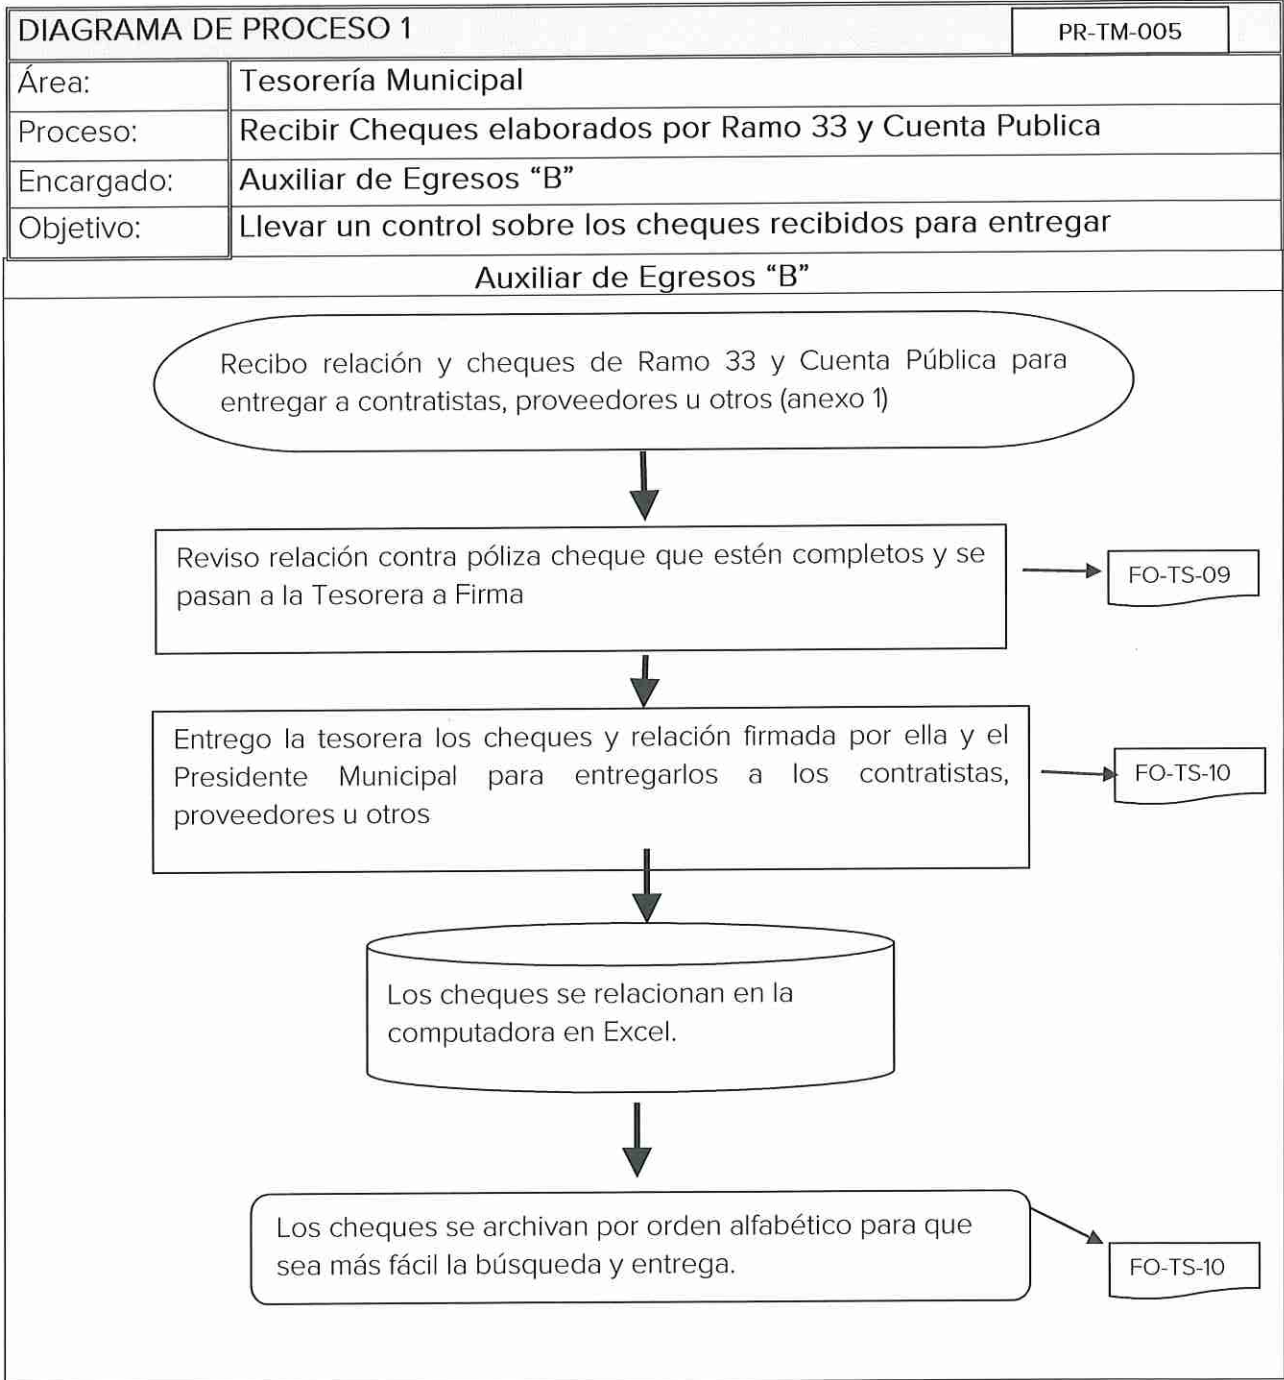 DIAGRAMA DE PROCESO 1
PR-TM-005
Área:
Tesorería Municipal
Proceso:
Recibir Cheques elaborados por Ramo 33 y Cuenta Publica
Encargado:
Auxiliar de Egresos “B”
Objetivo:
Llevar un control sobre los cheques recibidos para entregar
Auxiliar de Egresos “B”
Recibo relación y cheques de Ramo 33 y Cuenta Pública para
entregar a contratistas, proveedores u otros (anexo 1)
Reviso relación contra póliza cheque que estén completos y se
pasan a la Tesorera a Firma
FO-TS-09
Entrego la tesorera los cheques y relación firmada por ella y el
Presidente Municipal para entregarlos a los contratistas,
proveedores u otros
FO-TS-10
Los cheques se relacionan en la
computadora en Excel.
Los cheques se archivan por orden alfabético para que
sea más fácil la búsqueda y entrega.
FO-TS-10